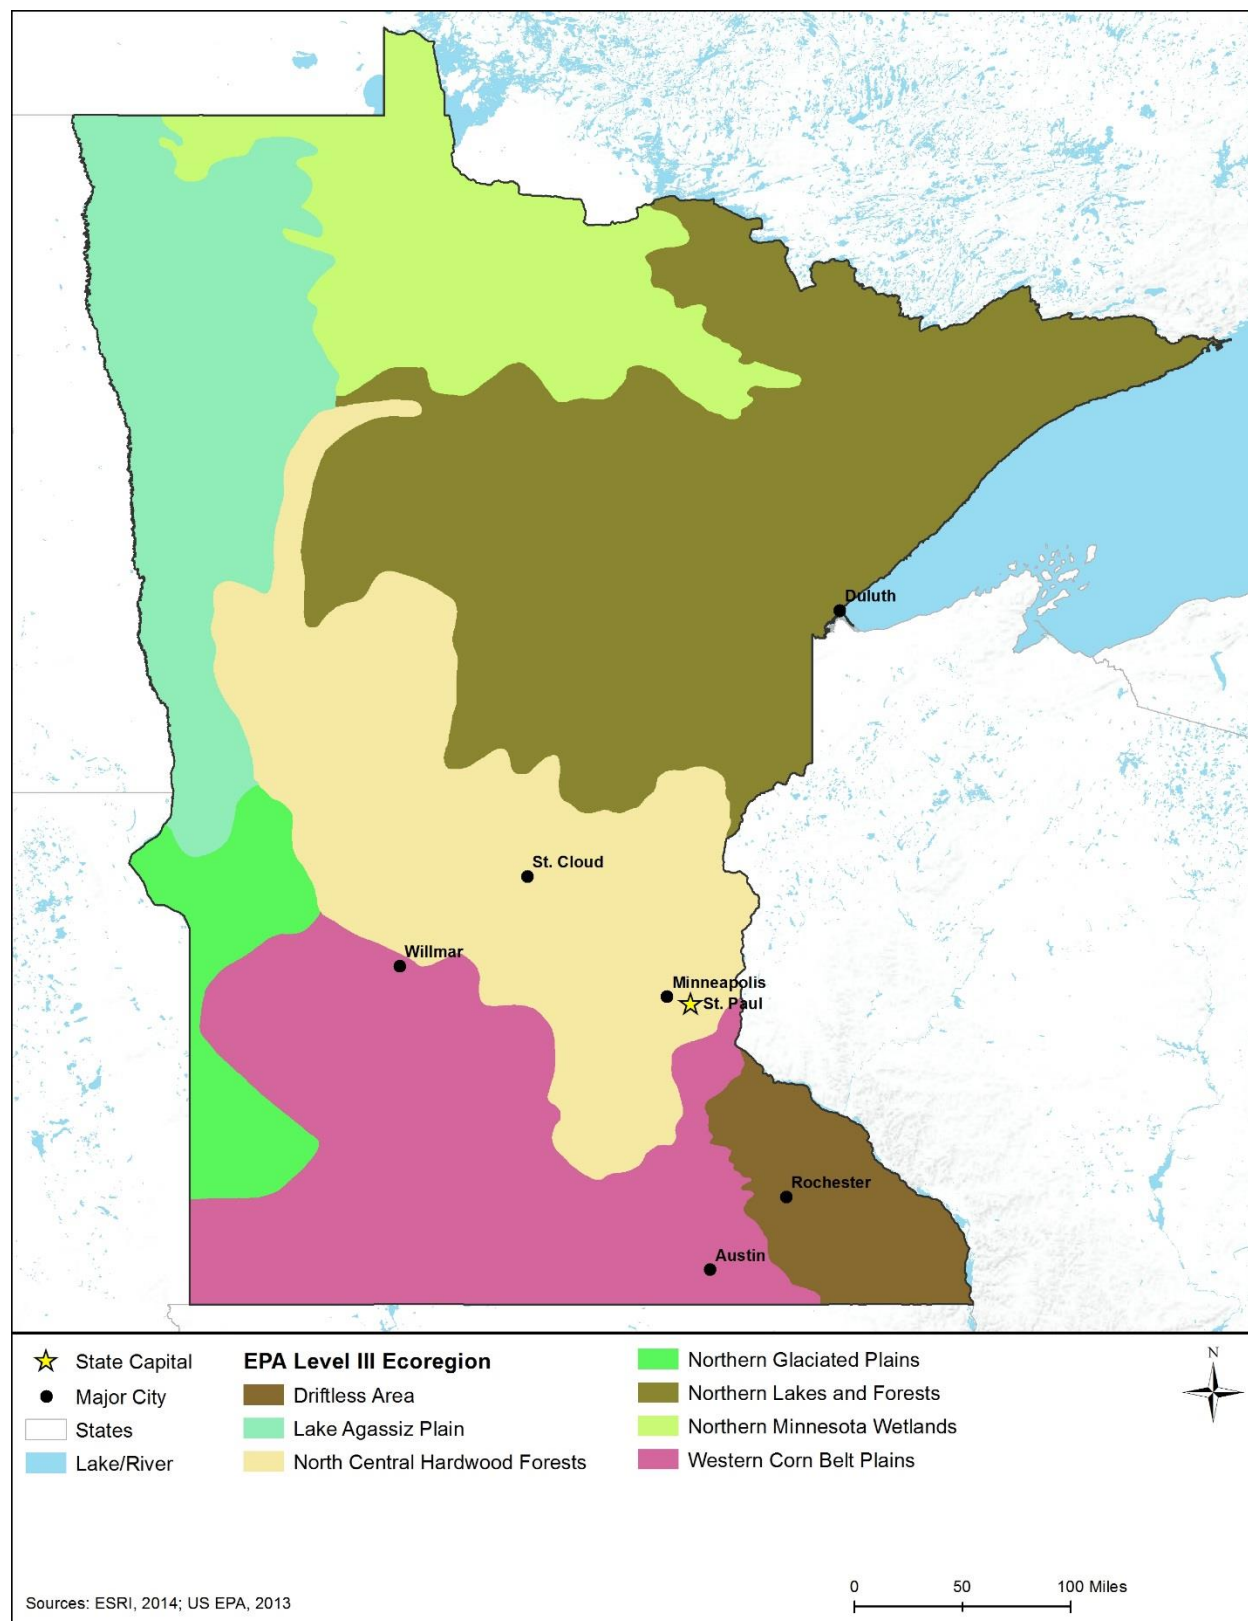 Duluth
St. Cloud
Willmar
Minneapolis
St. Paul
Rochester
Austin
State Capital
Major City
States
Lake/River
EPA Level III Ecoregion
Driftless Area
Lake Agassiz Plain
North Central Hardwood Forests
Northern Glaciated Plains
Northern Lakes and Forests
Northern Minnesota Wetlands
Western Corn Belt Plains
N
0 50 100 Miles
Sources: ESRI, 2014; US EPA, 2013